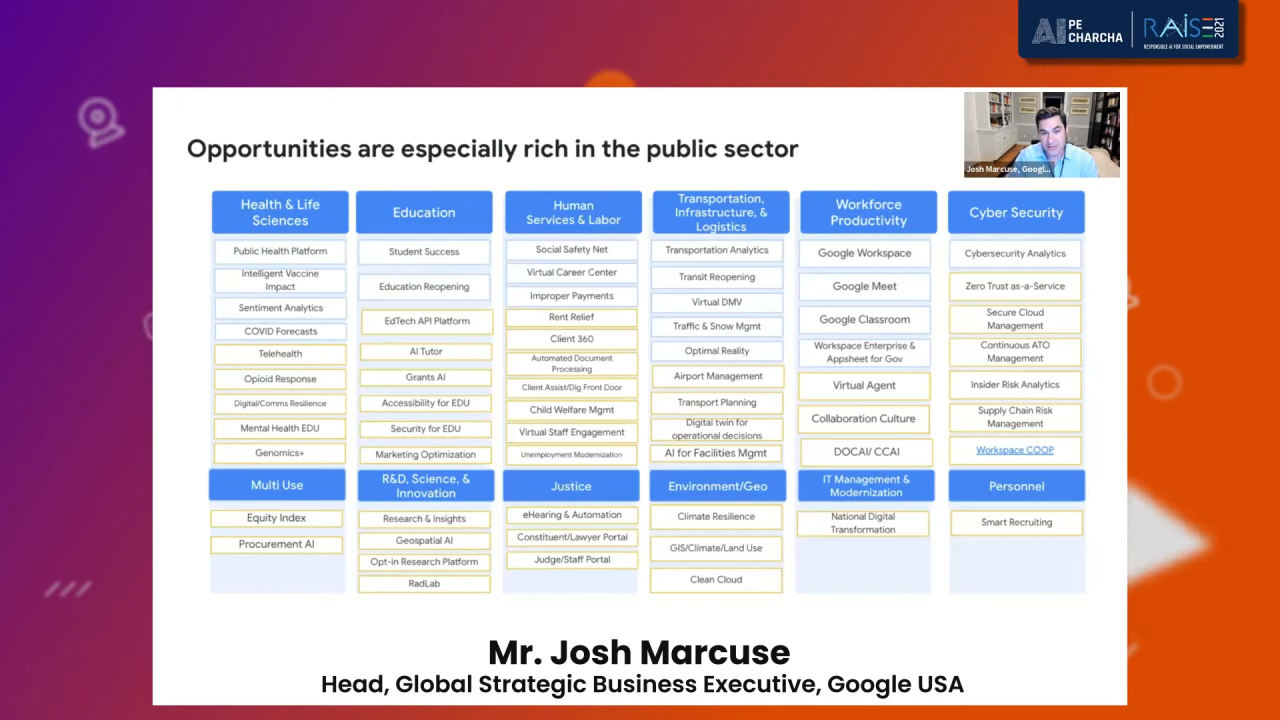 AI PE CHARCHA
RAISE 2021
RESPONSIBLE AI FOR SOCIAL EMPOWERMENT
Opportunities are especially rich in the public sector
Josh Marcuse, Googl...
Health & Life
Sciences
Public Health Platform
Intelligent Vaccine
Impact
Sentiment Analytics
COVID Forecasts
Telehealth
Opioid Response
Digital/Comms Resilience
Mental Health EDU
Genomics+
Education
Student Success
Education Reopening
EdTech API Platform
AI Tutor
Grants AI
Accessibility for EDU
Security for EDU
Marketing Optimization
Human
Services & Labor
Social Safety Net
Virtual Career Center
Improper Payments
Rent Relief
Client 360
Automated Document
Processing
Client Assist/Dig Front Door
Child Welfare Mgmt
Virtual Staff Engagement
Unemployment Modernization
Transportation,
Infrastructure, &
Logistics
Transportation Analytics
Transit Reopening
Virtual DMV
Traffic & Snow Mgmt
Optimal Reality
Airport Management
Transport Planning
Digital twin for
operational decisions
AI for Facilities Mgmt
Workforce
Productivity
Google Workspace
Google Meet
Google Classroom
Workspace Enterprise &
Appsheet for Gov
Virtual Agent
Collaboration Culture
DOCAI/ CCAI
Cyber Security
Cybersecurity Analytics
Zero Trust as-a-Service
Secure Cloud
Management
Continuous ATO
Management
Insider Risk Analytics
Supply Chain Risk
Management
Workspace COOP
Multi Use
Equity Index
Procurement AI
R&D, Science, &
Innovation
Research & Insights
Geospatial AI
Opt-in Research Platform
RadLab
Justice
eHearing & Automation
Constituent/Lawyer Portal
Judge/Staff Portal
Environment/Geo
Climate Resilience
GIS/Climate/Land Use
Clean Cloud
IT Management &
Modernization
National Digital
Transformation
Personnel
Smart Recruiting
Mr. Josh Marcuse
Head, Global Strategic Business Executive, Google USA